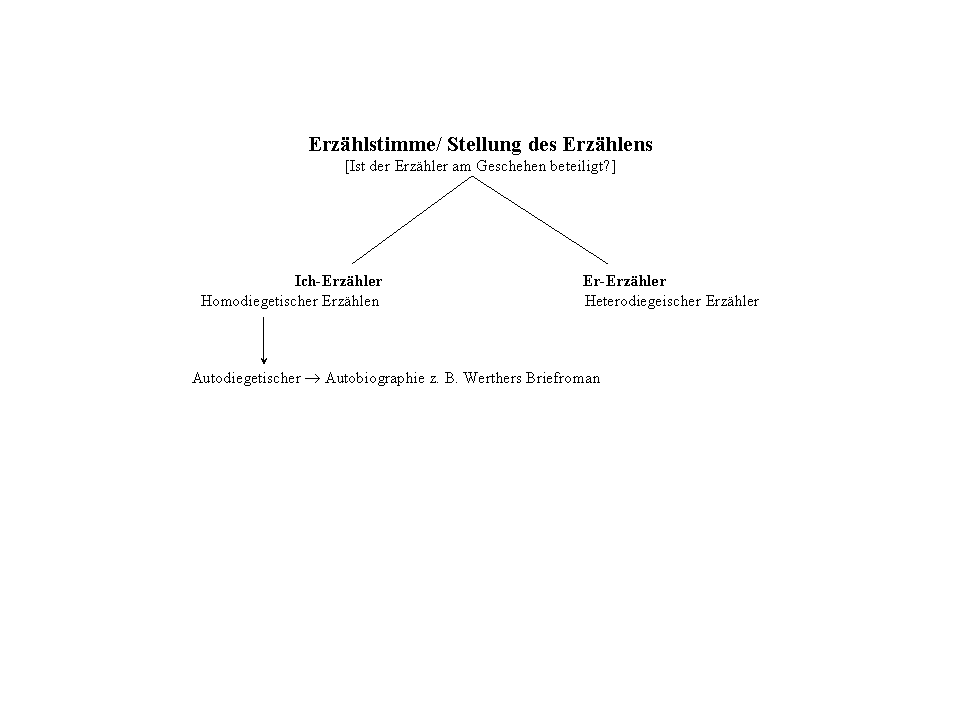 Erzählstimme/ Stellung des Erzählens
[Ist der Erzähler am Geschehen beteiligt?]
Ich-Erzähler
Er-Erzähler
Homodiegetischer Erzählen
Heterodiegeischer Erzähler
Autodiegetischer → Autobiographie z. B. Werthers Briefroman